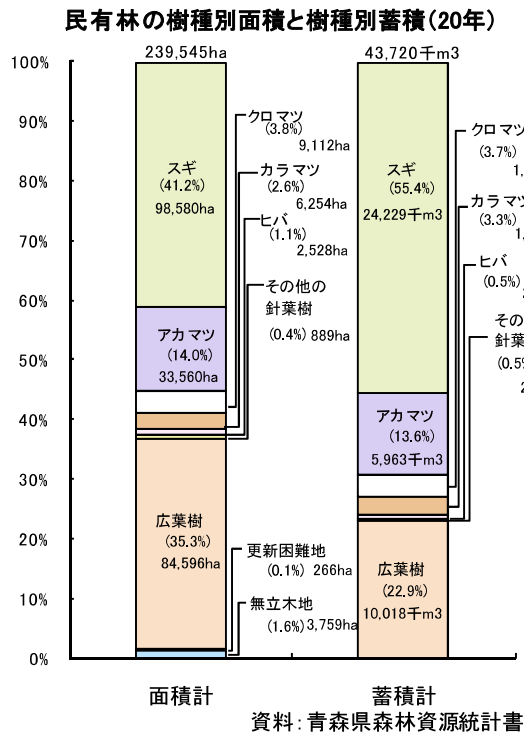 民有林の樹種別面積と樹種別蓄積(20年)
239,545ha
43,720千m3
100%
90%
80%
70%
60%
50%
40%
30%
20%
10%
0%
スギ
(41.2%)
98,580ha
アカマツ
(14.0%)
33,560ha
広葉樹
(35.3%)
84,596ha
クロマツ
(3.8%)
9,112ha
カラマツ
(2.6%)
6,254ha
ヒバ
(1.1%)
2,528ha
その他の
針葉樹
(0.4%) 889ha
更新困難地
(0.1%) 266ha
無立木地
(1.6%) 3,759ha
スギ
(55.4%)
24,229千m3
アカマツ
(13.6%)
5,963千m3
広葉樹
(22.9%)
10,018千m3
クロマツ
(3.7%)
1,
カラマツ
(3.3%)
1,
ヒバ
(0.5%)
その
針葉
(0.5%
2
面積計
蓄積計
資料:青森県森林資源統計書